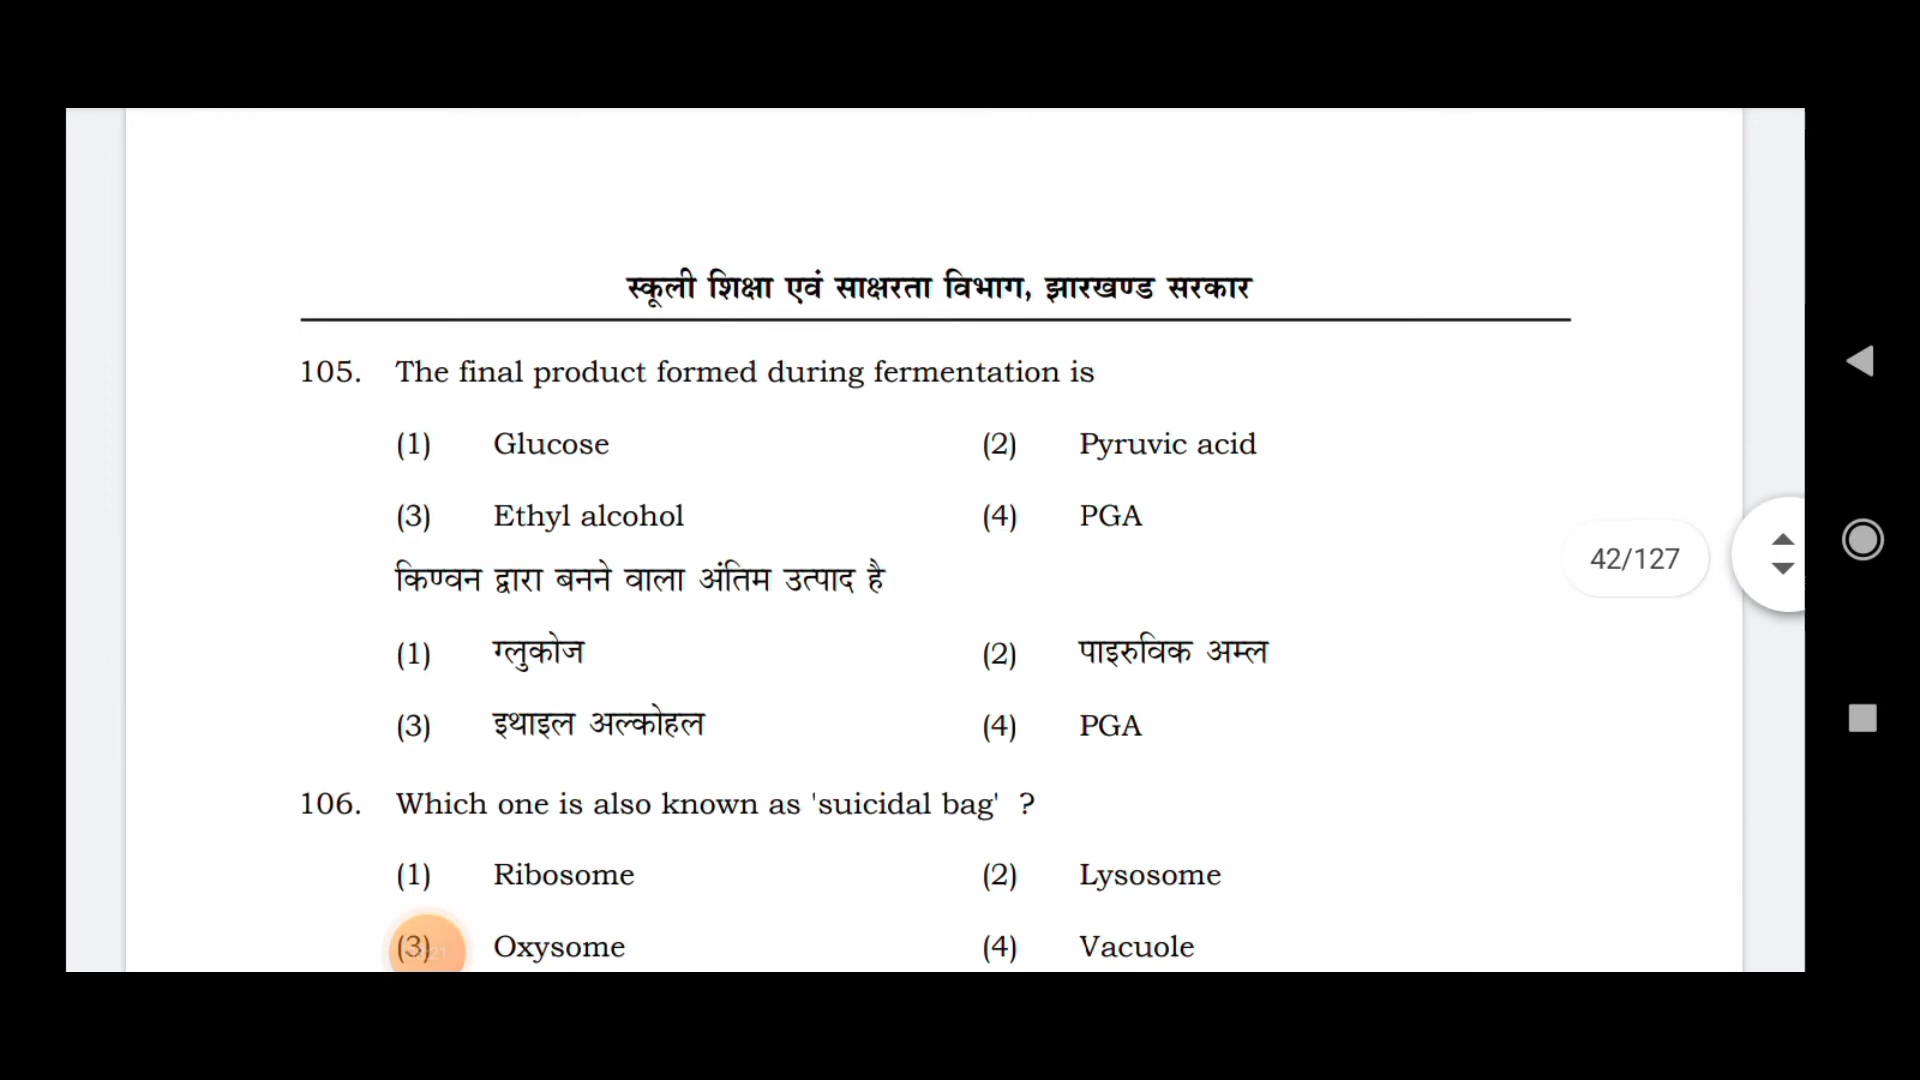 स्कूली शिक्षा एवं साक्षरता विभाग, झारखण्ड सरकार
105. The final product formed during fermentation is
(1) Glucose (2) Pyruvic acid
(3) Ethyl alcohol (4) PGA
किण्वन द्वारा बनने वाला अंतिम उत्पाद है
(1) ग्लुकोज (2) पाइरुविक अम्ल
(3) इथाइल अल्कोहल (4) PGA
42/127
106. Which one is also known as 'suicidal bag' ?
(1) Ribosome (2) Lysosome
(3) Oxysome (4) Vacuole